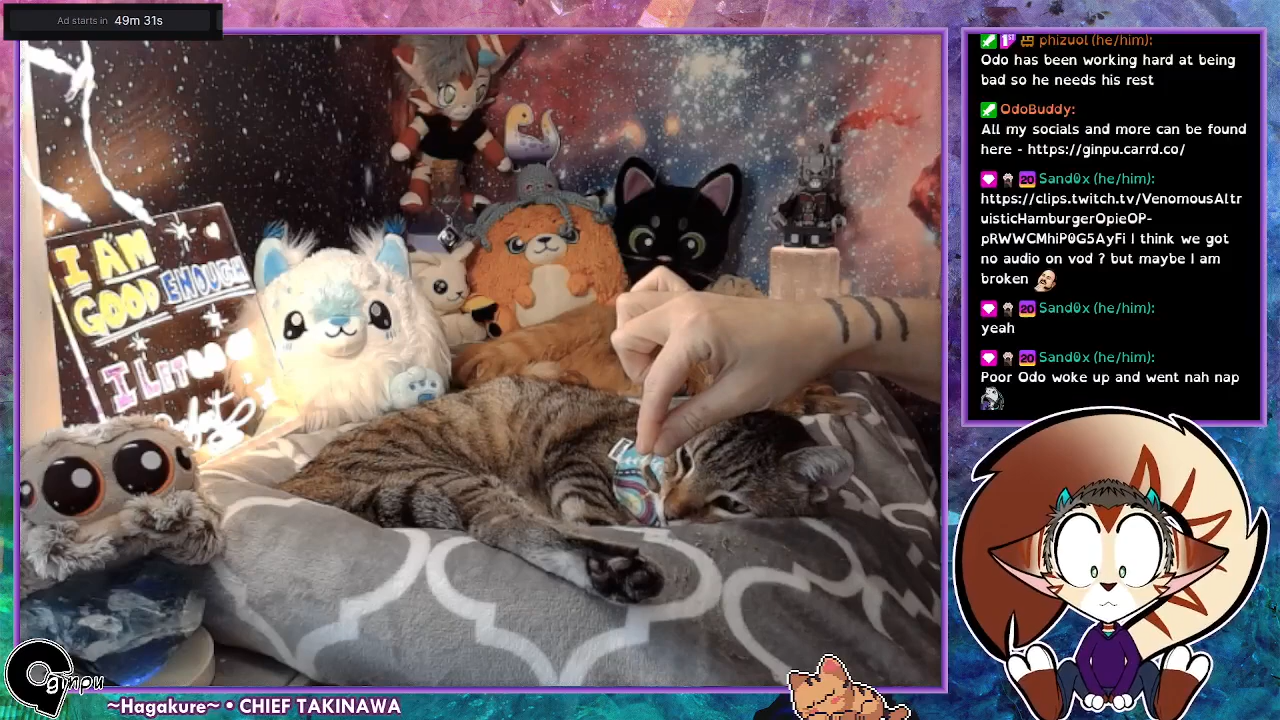 Ad starts in 49m 31s
phizuol (he/him):
Odo has been working hard at being
bad so he needs his rest
OdoBuddy:
All my socials and more can be found
here - https://ginpu.carrd.co/
20 Sand0x (he/him):
https://clips.twitch.tv/VenomousAltr
uisticHamburgerOpieOP-
pRWWCMhiP0G5AyFi I think we got
no audio on vod ? but maybe I am
broken
20 Sand0x (he/him):
yeah
20 Sand0x (he/him):
Poor Odo woke up and went nah nap
I AM
GOOD ENOUGH
ginpu
~Hagakure~ • CHIEF TAKINAWA